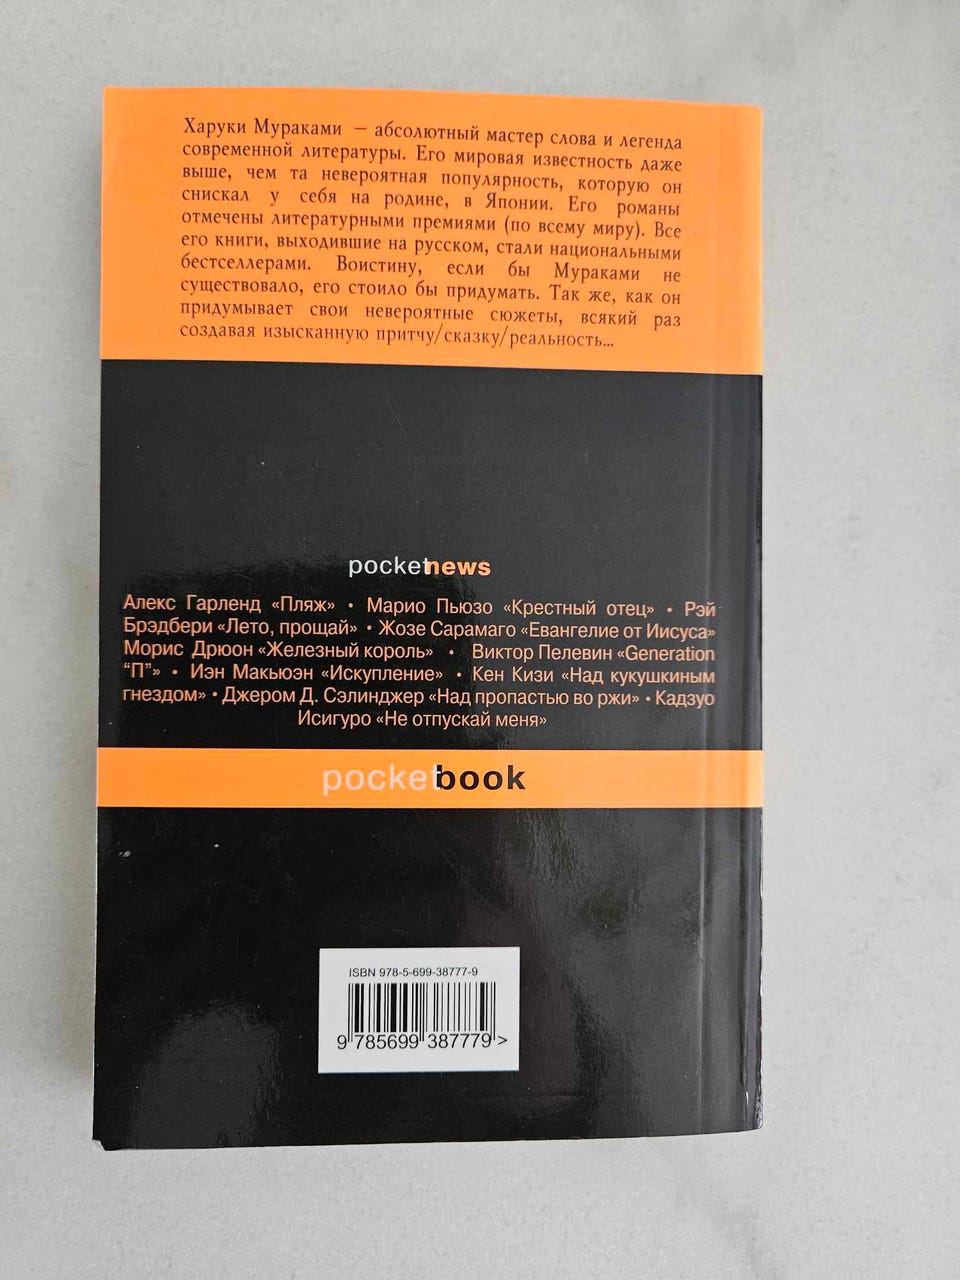 Харуки Мураками – абсолютный мастер слова и легенда
современной литературы. Его мировая известность даже
выше, чем та невероятная популярность, которую он
снискал у себя на родине, в Японии. Его романы
отмечены литературными премиями (по всему миру). Все
его книги, выходившие на русском, стали национальными
бестселлерами. Воистину, если бы Мураками не
существовало, его стоило бы придумать. Так же, как он
придумывает свои невероятные сюжеты, всякий раз
создавая изысканную притчу/сказку/реальность...
pocketnews
Алекс Гарленд «Пляж» • Марио Пьюзо «Крестный отец» • Рэй
Брэдбери «Лето, прощай» • Жозе Сарамаго «Евангелие от Иисуса»
Морис Дрюон «Железный король» • Виктор Пелевин «Generation
“П”» • Иэн Макьюэн «Искупление» • Кен Кизи «Над кукушкиным
гнездом» • Джером Д. Сэлинджер «Над пропастью во ржи» • Кадзуо
Исигуро «Не отпускай меня»
pocketbook
ISBN 978-5-699-38777-9
9 785699 387779 >